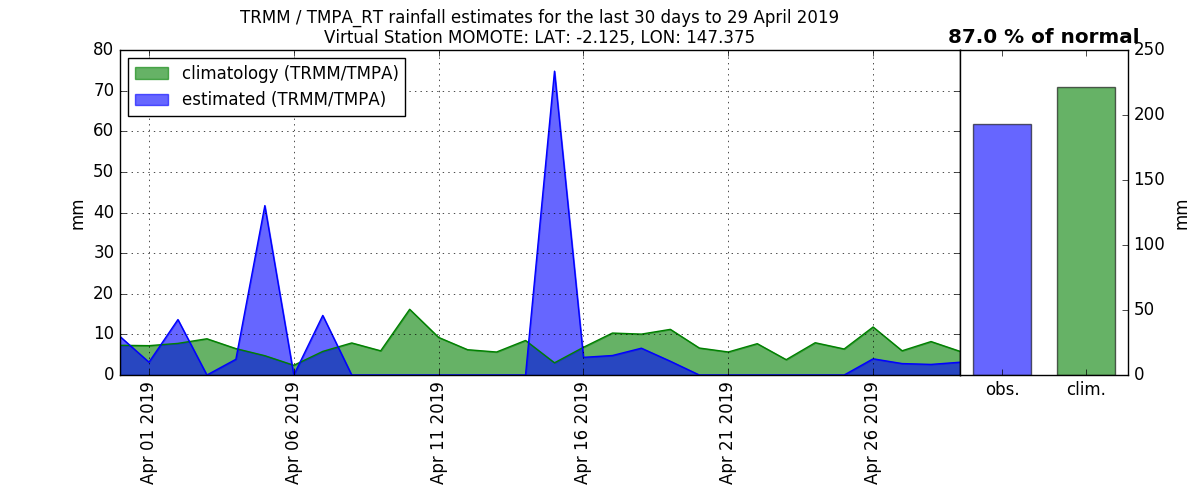 TRMM / TMPA_RT rainfall estimates for the last 30 days to 29 April 2019
Virtual Station MOMOTE: LAT: -2.125, LON: 147.375
87.0 % of normal
climatology (TRMM/TMPA)
estimated (TRMM/TMPA)
mm
80
70
60
50
40
30
20
10
0
Apr 01 2019
Apr 06 2019
Apr 11 2019
Apr 16 2019
Apr 21 2019
Apr 26 2019
obs.
clim.
250
200
150
100
50
0
mm